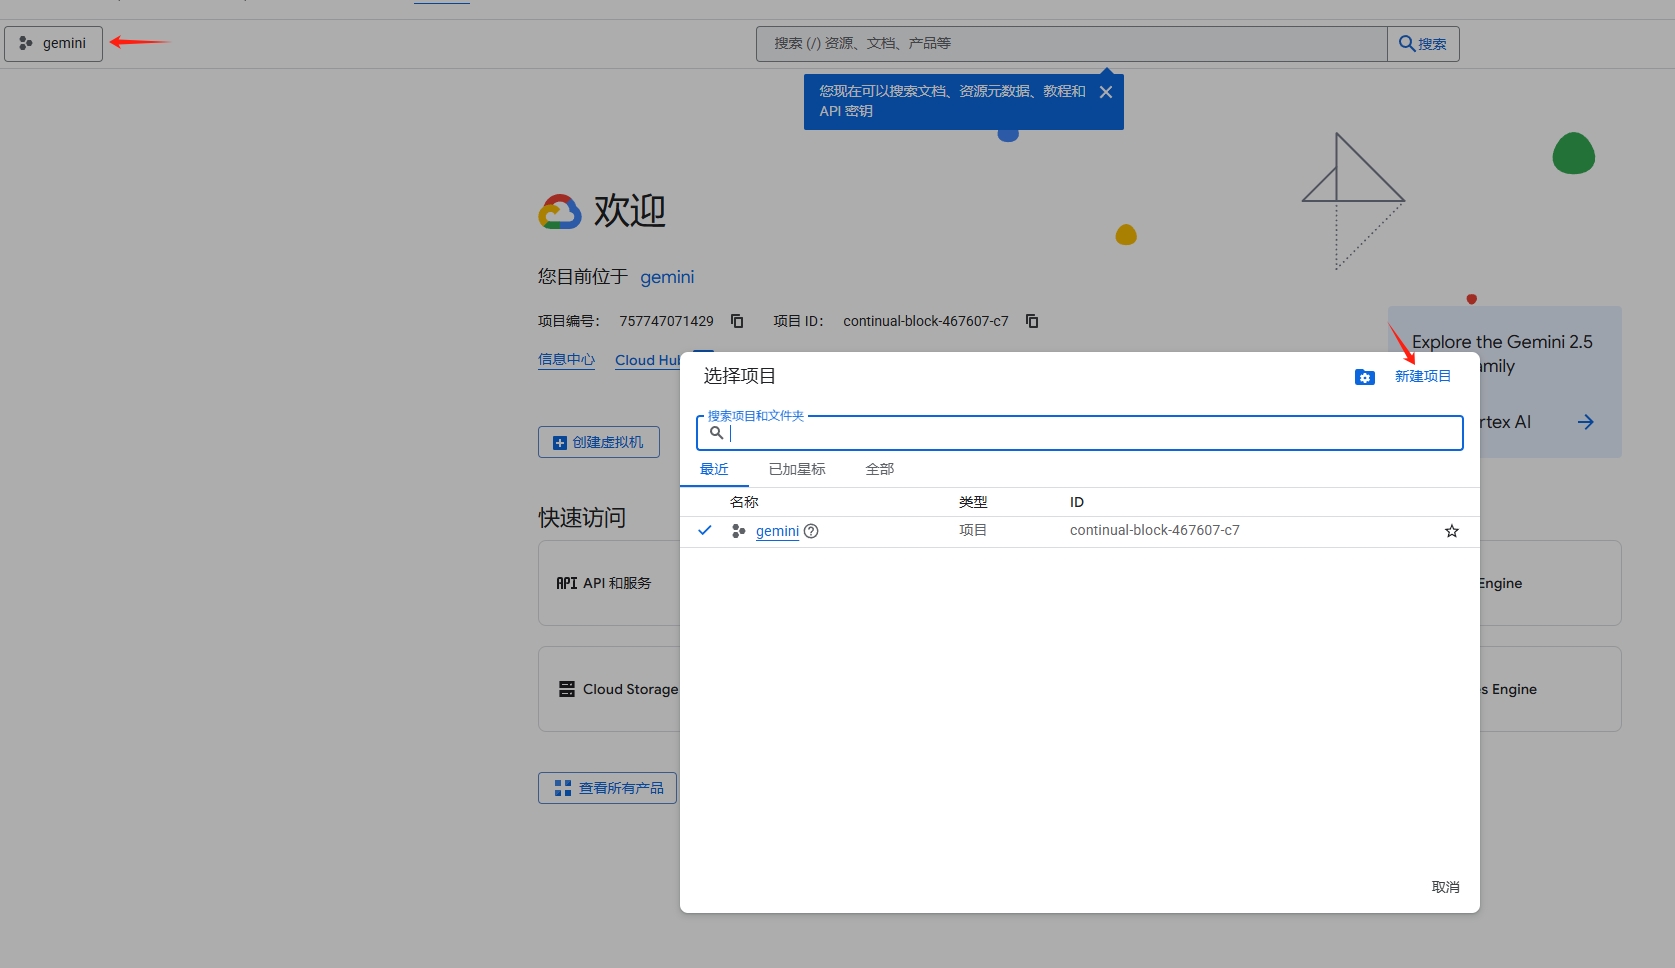 gemini
搜索 (/) 资源、文档、产品等
搜索
您现在可以搜索文档、资源元数据、教程和
API 密钥
欢迎
您目前位于 gemini
项目编号： 757747071429 项目 ID： continual-block-467607-c7
信息中心 Cloud Hub
Explore the Gemini 2.5
amily
rtex AI
创建虚拟机
快速访问
API API 和服务
Engine
Cloud Storage
s Engine
查看所有产品
选择项目
新建项目
搜索项目和文件夹
最近 已加星标 全部
名称 类型 ID
gemini 项目 continual-block-467607-c7
取消